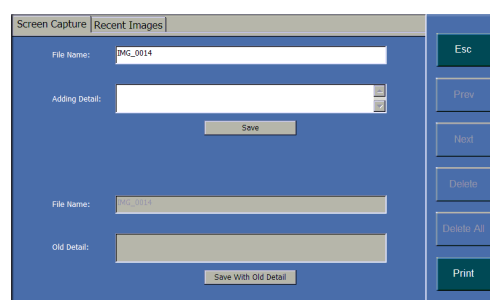 Screen Capture Recent Images
File Name: IMG_0014
Adding Detail:
Save
File Name: IMG_0014
Old Detail:
Save With Old Detail
Esc
Prev
Next
Delete
Delete All
Print